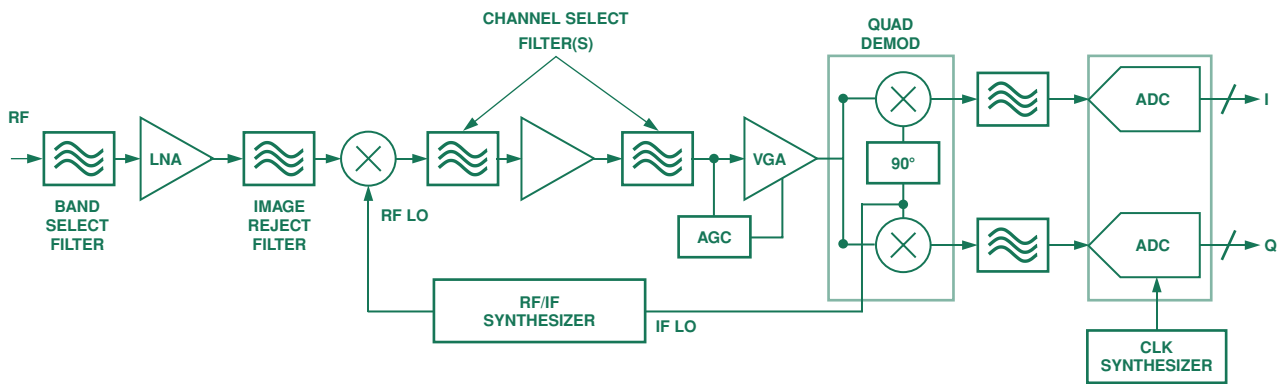 CHANNEL SELECT
FILTER(S)
QUAD
DEMOD
RF
LNA
BAND
SELECT
FILTER
IMAGE
REJECT
FILTER
RF LO
VGA
AGC
90°
ADC
I
ADC
Q
RF/IF
SYNTHESIZER
IF LO
CLK
SYNTHESIZER